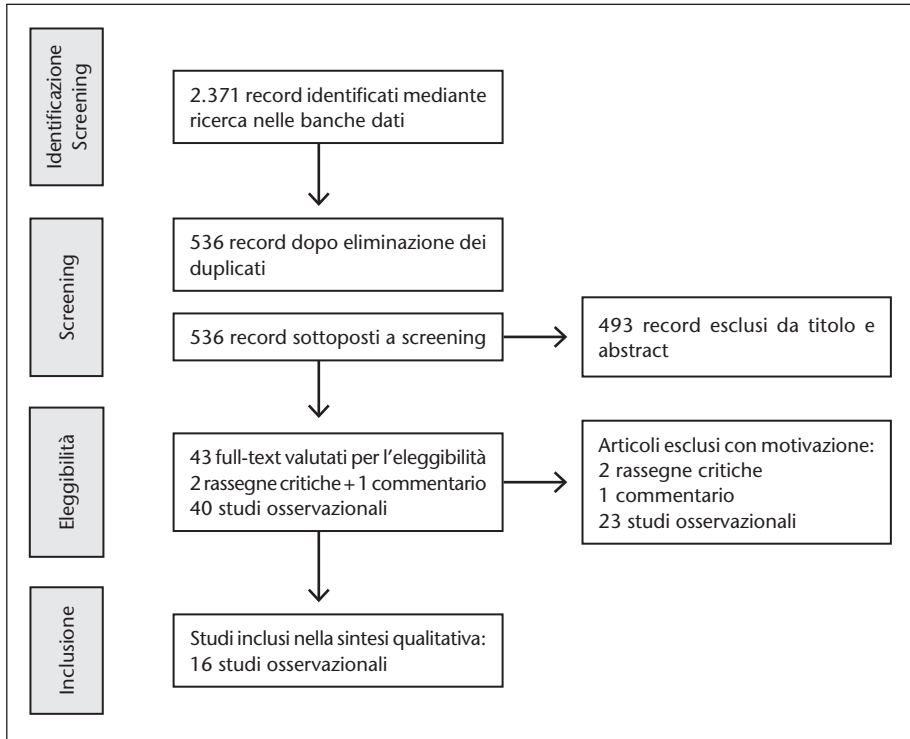 Identificazione
Screening
2.371 record identificati mediante
ricerca nelle banche dati
Screening
536 record dopo eliminazione dei
duplicati
536 record sottoposti a screening
493 record esclusi da titolo e
abstract
Eleggibilità
43 full-text valutati per l'eleggibilità
2 rassegne critiche + 1 commentario
40 studi osservazionali
Articoli esclusi con motivazione:
2 rassegne critiche
1 commentario
23 studi osservazionali
Inclusione
Studi inclusi nella sintesi qualitativa:
16 studi osservazionali